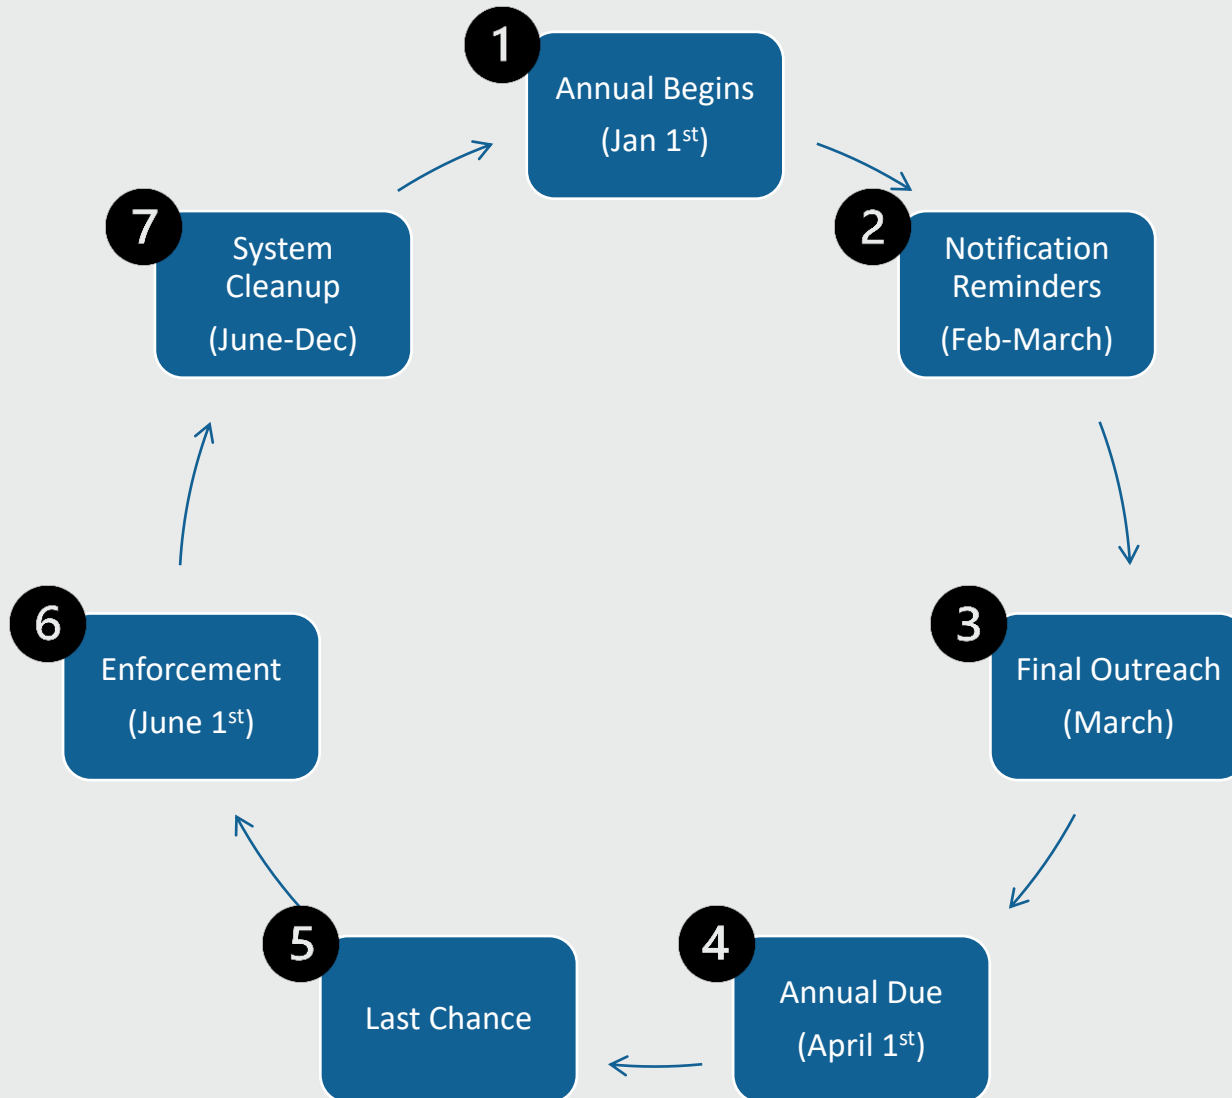 1
Annual Begins
(Jan 1st)
2
Notification
Reminders
(Feb-March)
3
Final Outreach
(March)
4
Annual Due
(April 1st)
5
Last Chance
6
Enforcement
(June 1st)
7
System
Cleanup
(June-Dec)